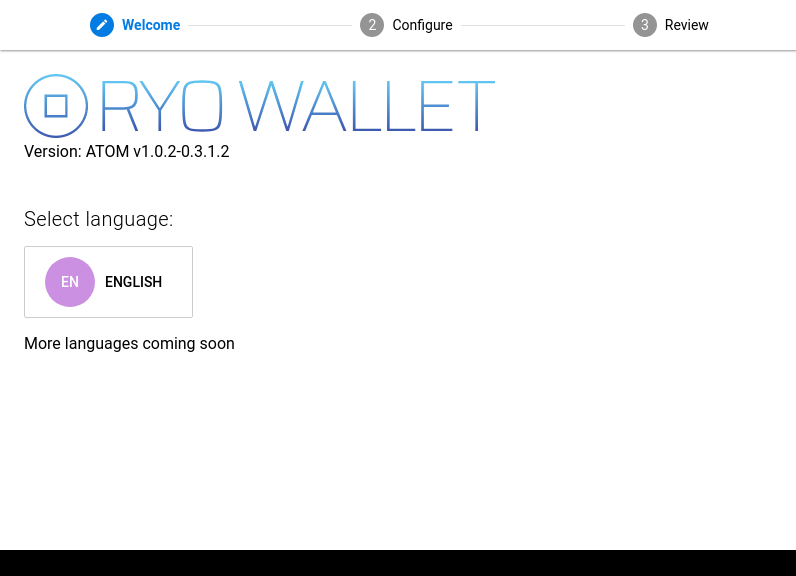 Welcome
2 Configure
3 Review
RYO WALLET
Version: ATOM v1.0.2-0.3.1.2
Select language:
EN ENGLISH
More languages coming soon